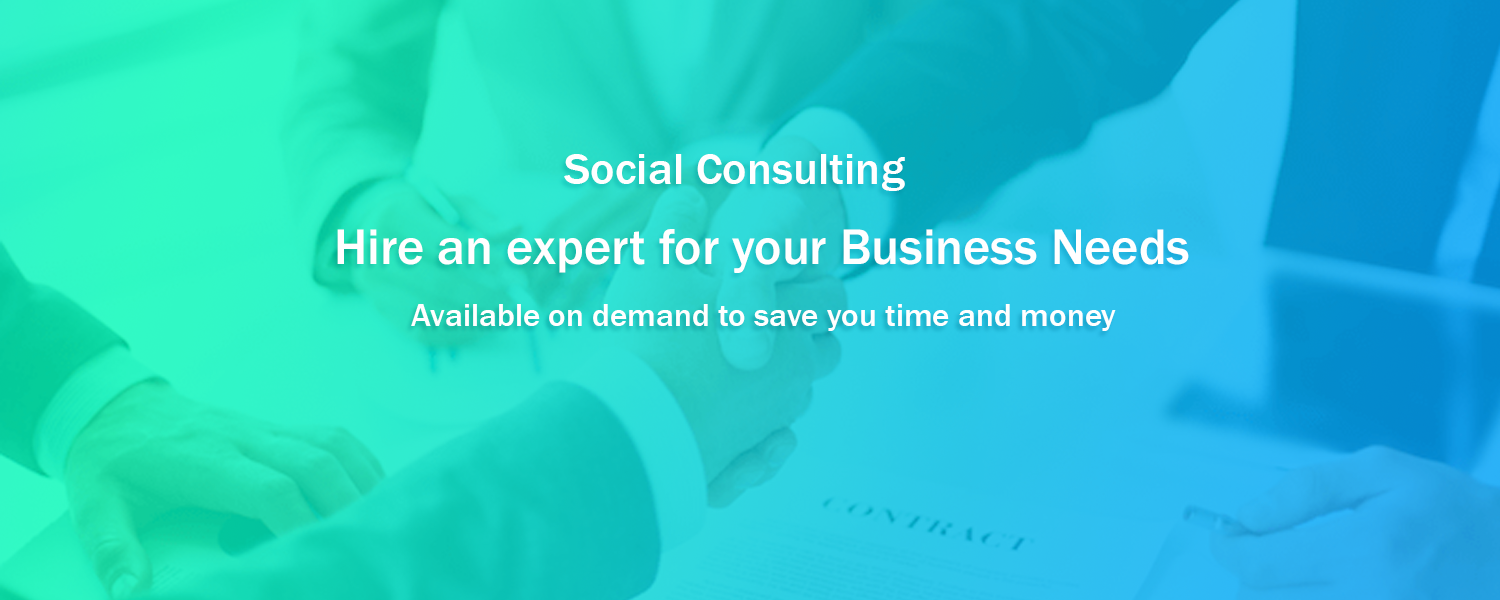 Social Consulting
Hire an expert for your Business Needs
Available on demand to save you time and money
CONTRACT